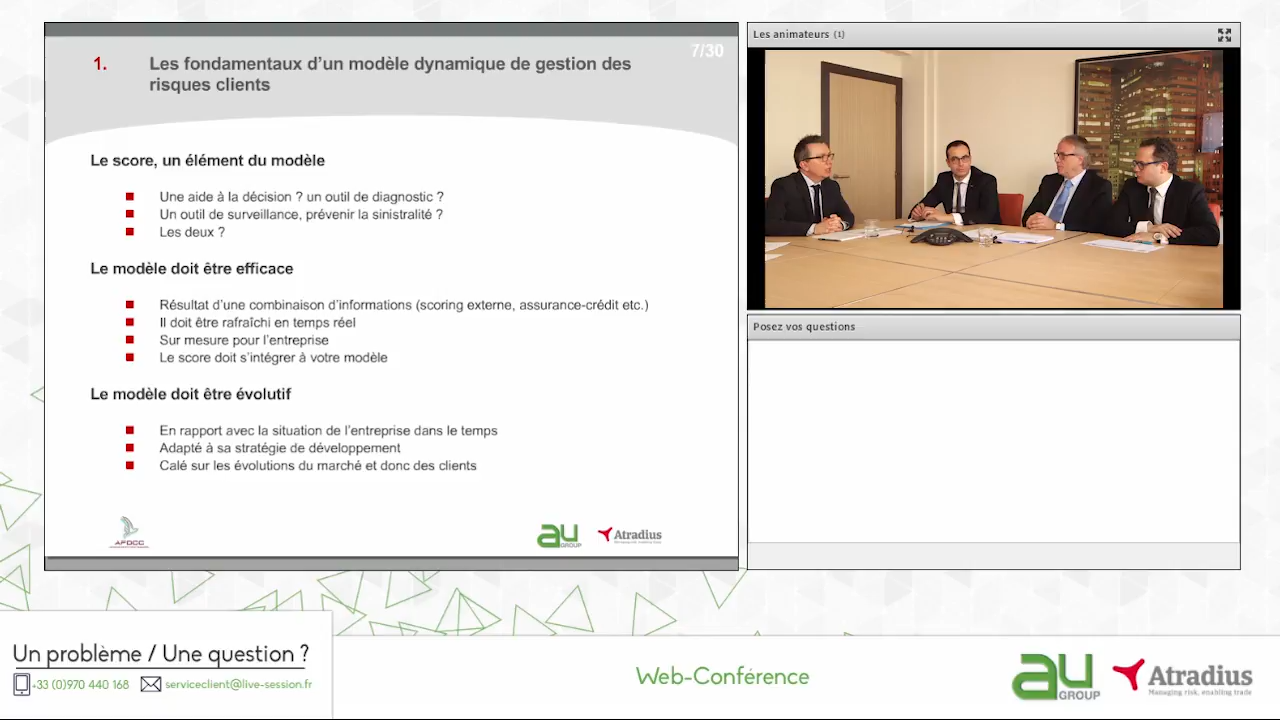 7/30
1. Les fondamentaux d'un modèle dynamique de gestion des
risques clients
Le score, un élément du modèle
Une aide à la décision ? un outil de diagnostic ?
Un outil de surveillance, prévenir la sinistralité ?
Les deux ?
Le modèle doit être efficace
Résultat d'une combinaison d'informations (scoring externe, assurance-crédit etc.)
Il doit être rafraîchi en temps réel
Sur mesure pour l'entreprise
Le score doit s'intégrer à votre modèle
Le modèle doit être évolutif
En rapport avec la situation de l'entreprise dans le temps
Adapté à sa stratégie de développement
Calé sur les évolutions du marché et donc des clients
AFDCC
au
GROUP
Atradius
Les animateurs (1)
Posez vos questions
Un problème / Une question ?
+33 (0)970 440 168
serviceclient@live-session.fr
Web-Conférence
au
GROUP
Atradius
Managing risk, enabling trade